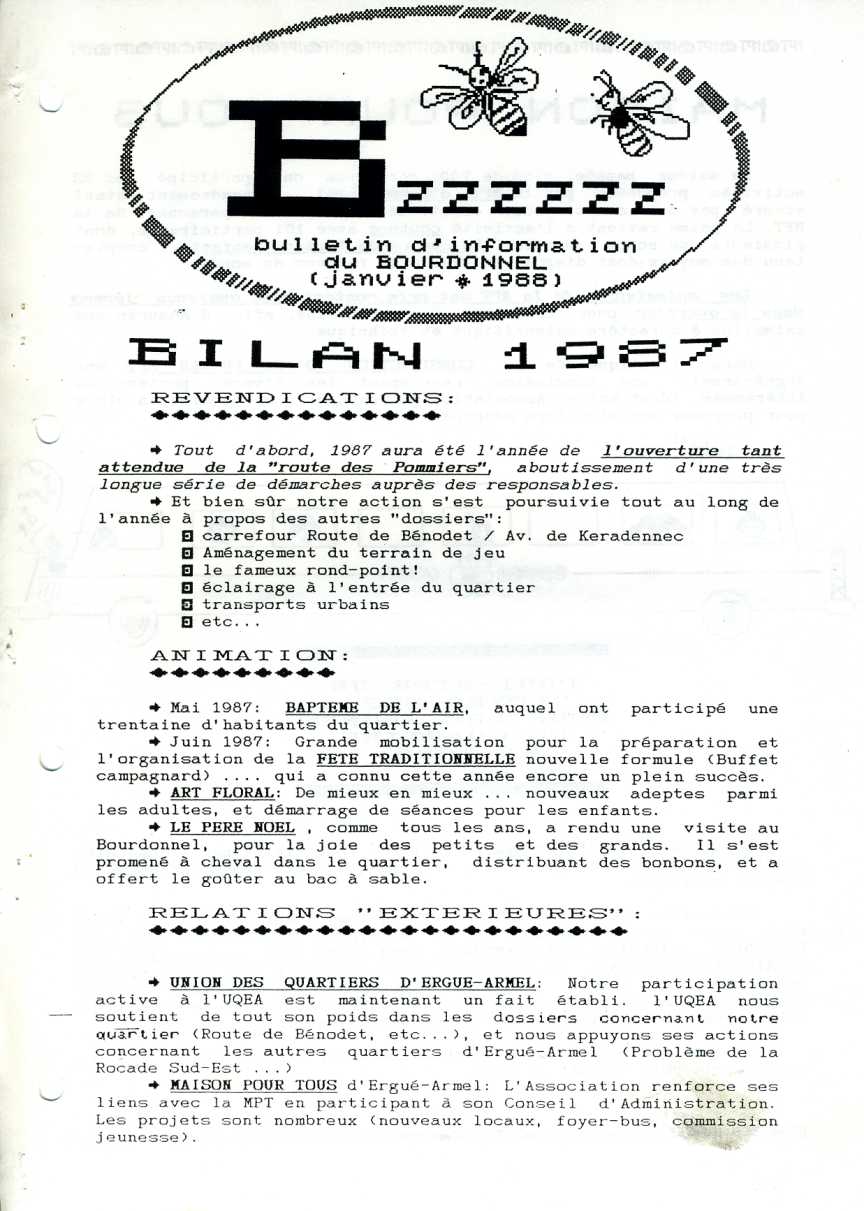 Bzzzzzz
bulletin d'information
du BOURDONNEL
(janvier * 1988)
BILAN 1987
REVENDICATIONS:
→ Tout d'abord, 1987 aura été l'année de l'ouverture tant
attendue de la "route des Pommiers", aboutissement d'une très
longue série de démarches auprès des responsables.
→ Et bien sûr notre action s'est poursuivie tout au long de
l'année à propos des autres "dossiers":
carrefour Route de Bénodet / Av. de Keradennec
Aménagement du terrain de jeu
le fameux rond-point!
éclairage à l'entrée du quartier
transports urbains
etc...
ANIMATION:
→ Mai 1987: BAPTEME DE L'AIR, auquel ont participé une
trentaine d'habitants du quartier.
→ Juin 1987: Grande mobilisation pour la préparation et
l'organisation de la FETE TRADITIONNELLE nouvelle formule (Buffet
campagnard) .... qui a connu cette année encore un plein succès.
→ ART FLORAL: De mieux en mieux ... nouveaux adeptes parmi
les adultes, et démarrage de séances pour les enfants.
→ LE PERE NOEL , comme tous les ans, a rendu une visite au
Bourdonnel, pour la joie des petits et des grands. Il s'est
promené à cheval dans le quartier, distribuant des bonbons, et a
offert le goûter au bac à sable.
RELATIONS "EXTERIEURES":
→ UNION DES QUARTIERS D'ERGUE-ARMEL: Notre participation
active à l'UQEA est maintenant un fait établi. l'UQEA nous
soutient de tout son poids dans les dossiers concernant notre
quartier (Route de Bénodet, etc...), et nous appuyons ses actions
concernant les autres quartiers d'Ergué-Armel (Problème de la
Rocade Sud-Est ...)
→ MAISON POUR TOUS d'Ergué-Armel: L'Association renforce ses
liens avec la MPT en participant à son Conseil d'Administration.
Les projets sont nombreux (nouveaux locaux, foyer-bus, commission
jeunesse).